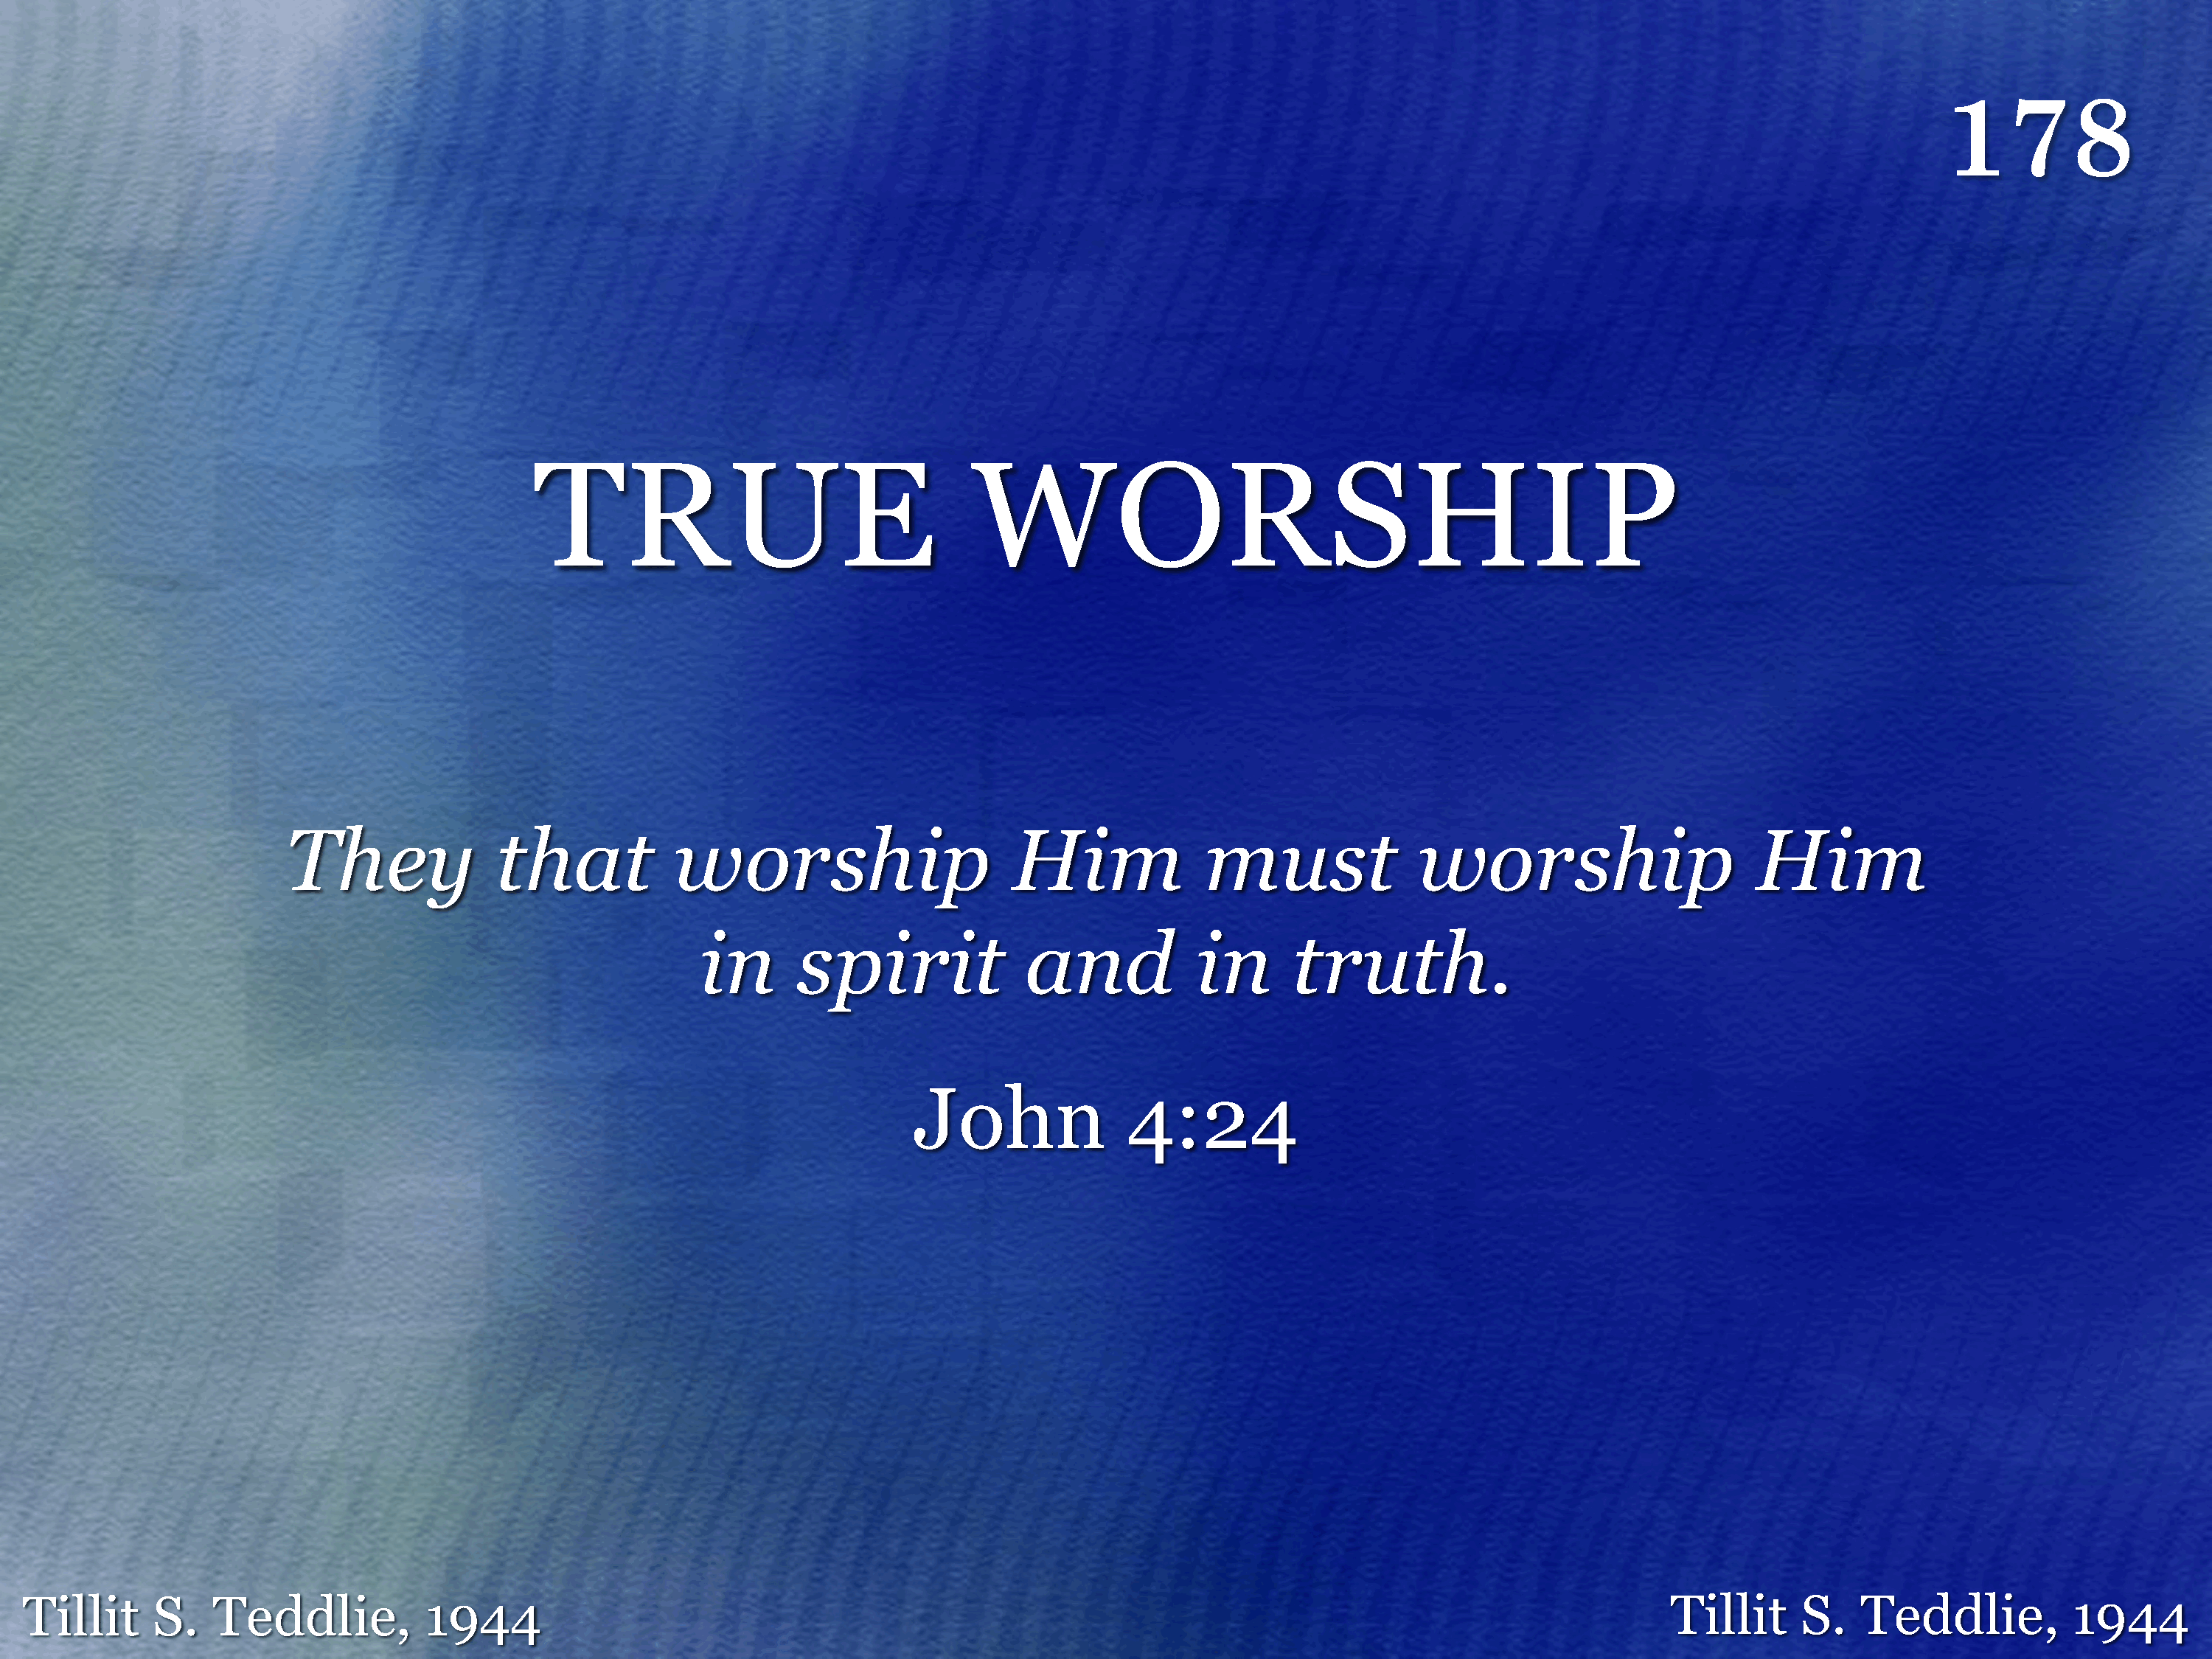 178
TRUE WORSHIP
They that worship Him must worship Him
in spirit and in truth.
John 4:24
Tillit S. Teddlie, 1944
Tillit S. Teddlie, 1944